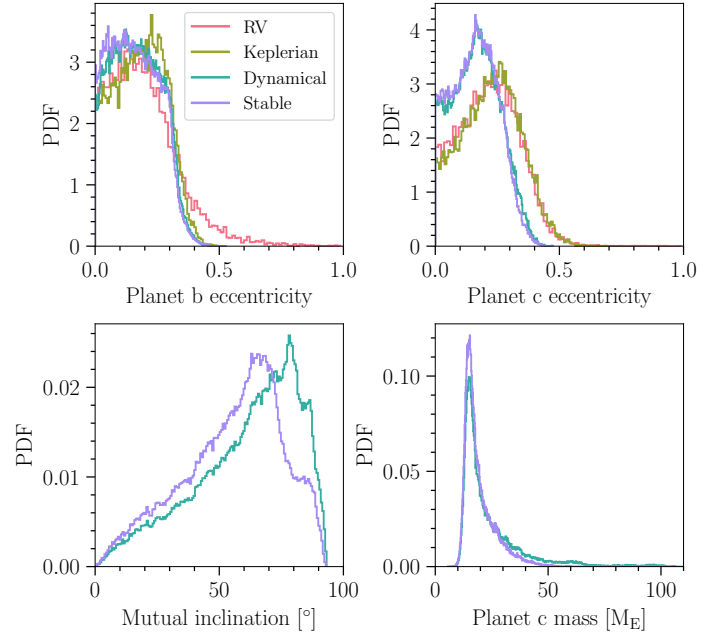 RV
Keplerian
Dynamical
Stable
PDF
3
2
1
0
0.0
0.5
1.0
Planet b eccentricity
PDF
4
3
2
1
0
0.0
0.5
1.0
Planet c eccentricity
PDF
0.02
0.01
0.00
0
50
100
Mutual inclination [°]
PDF
0.10
0.05
0.00
0
50
100
Planet c mass [M_E]